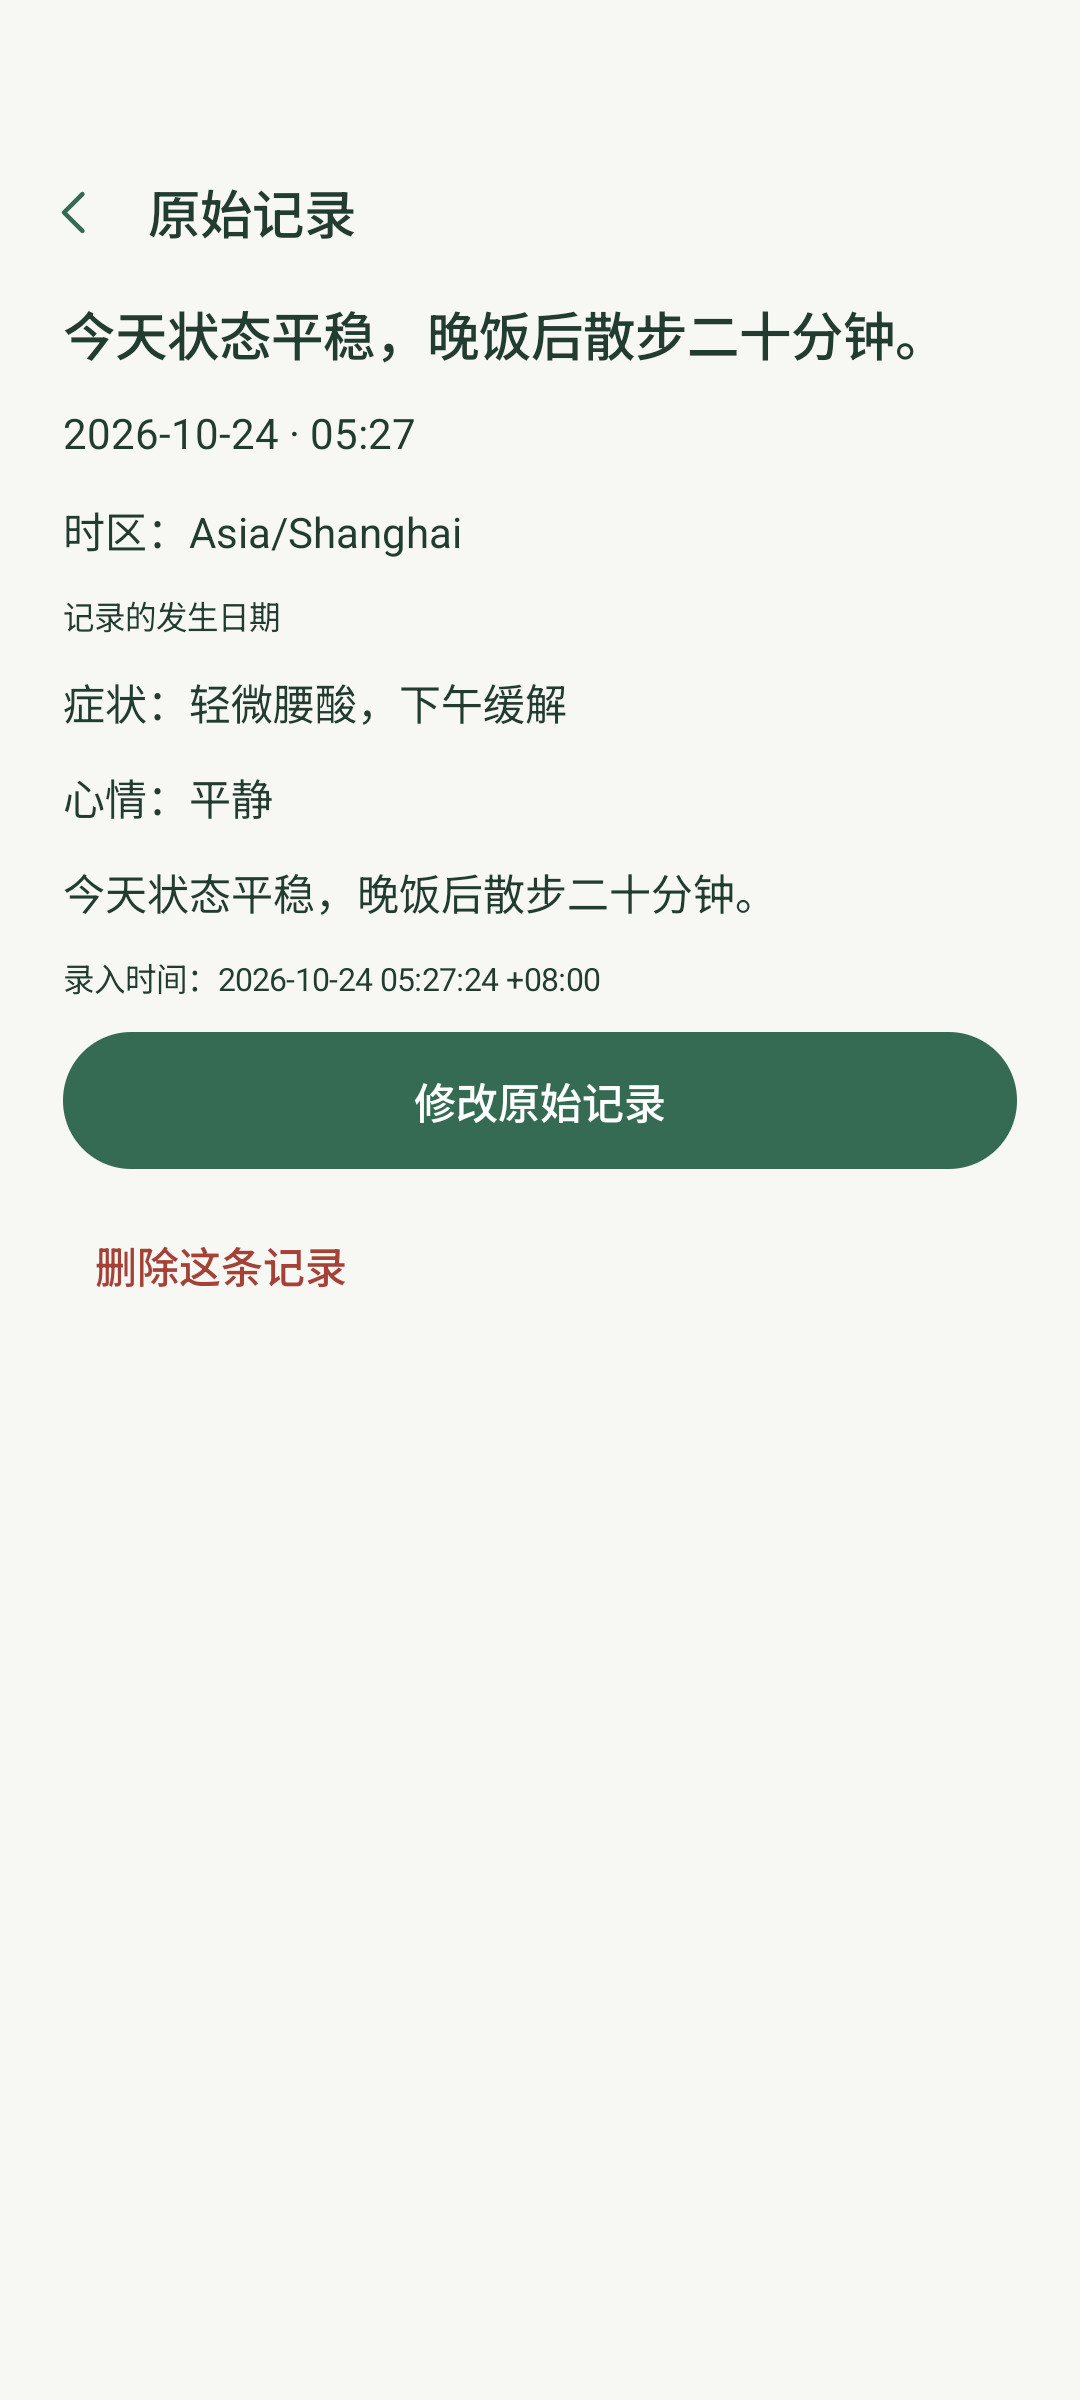 原始记录
今天状态平稳，晚饭后散步二十分钟。
2026-10-24 · 05:27
时区：Asia/Shanghai
记录的发生日期
症状：轻微腰酸，下午缓解
心情：平静
今天状态平稳，晚饭后散步二十分钟。
录入时间：2026-10-24 05:27:24 +08:00
修改原始记录
删除这条记录